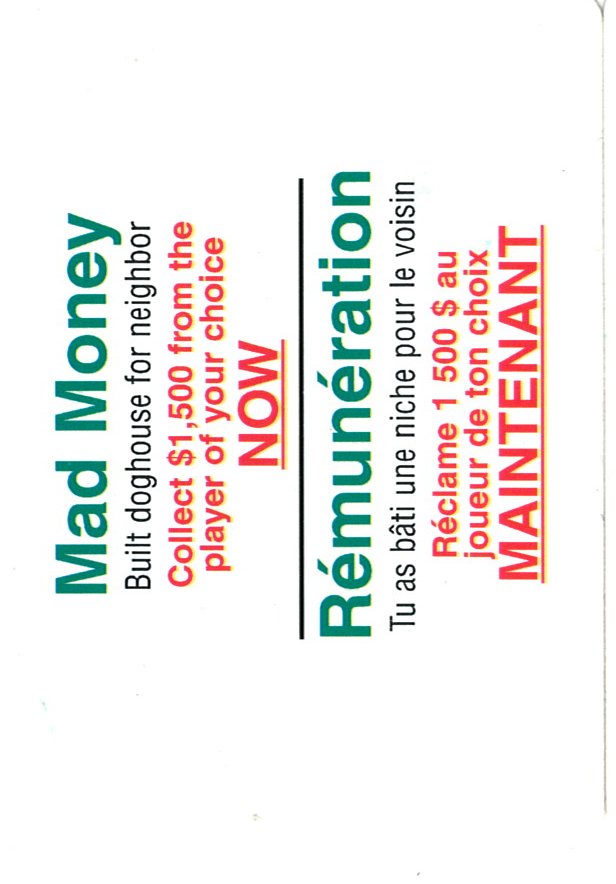 Mad Money
Built doghouse for neighbor
Collect $1,500 from the
player of your choice
NOW
Rémunération
Tu as bâti une niche pour le voisin
Réclame 1 500 $ au
joueur de ton choix
MAINTENANT